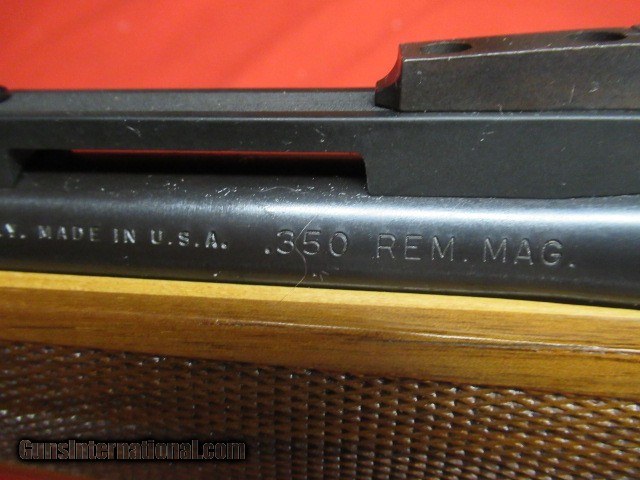 .Y. MADE IN U.S.A. .350 REM. MAG.
GunsInternational.com